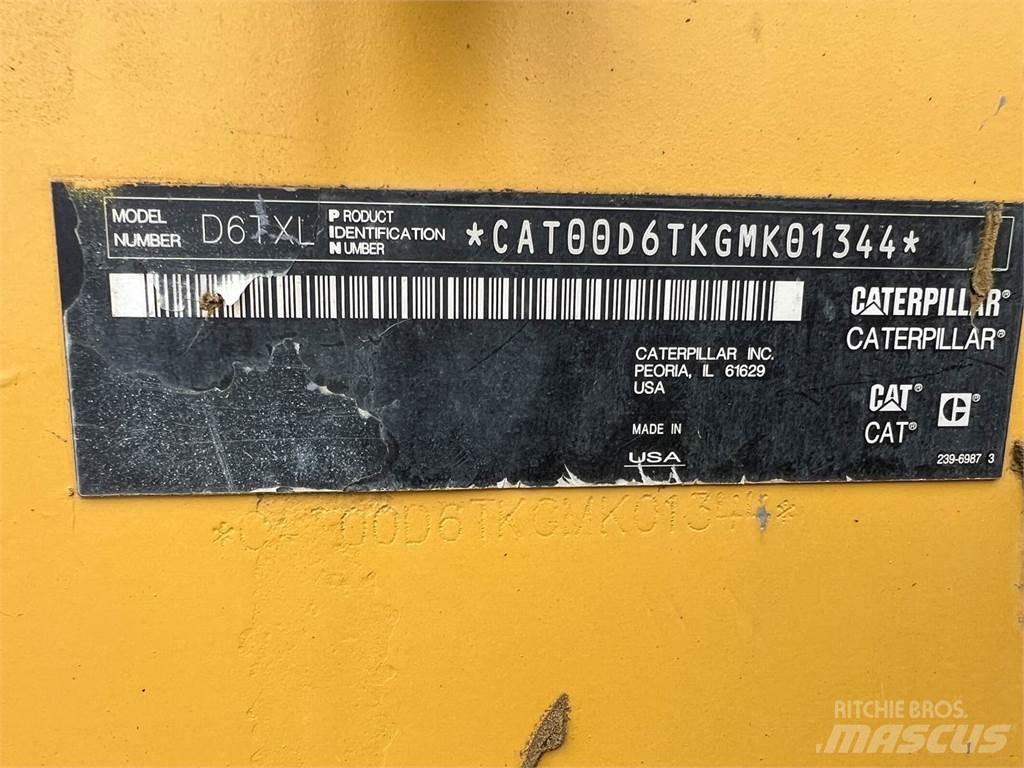 MODEL NUMBER D6TXL
PRODUCT IDENTIFICATION NUMBER *CAT00D6TKGMK01344*
CATERPILLAR®
CATERPILLAR®
CATERPILLAR INC.
PEORIA, IL 61629
USA
CAT®
CAT®
MADE IN
USA
239-6987 3
*CAT00D6TKGMK01344*
RITCHIE BROS.
MASCUS